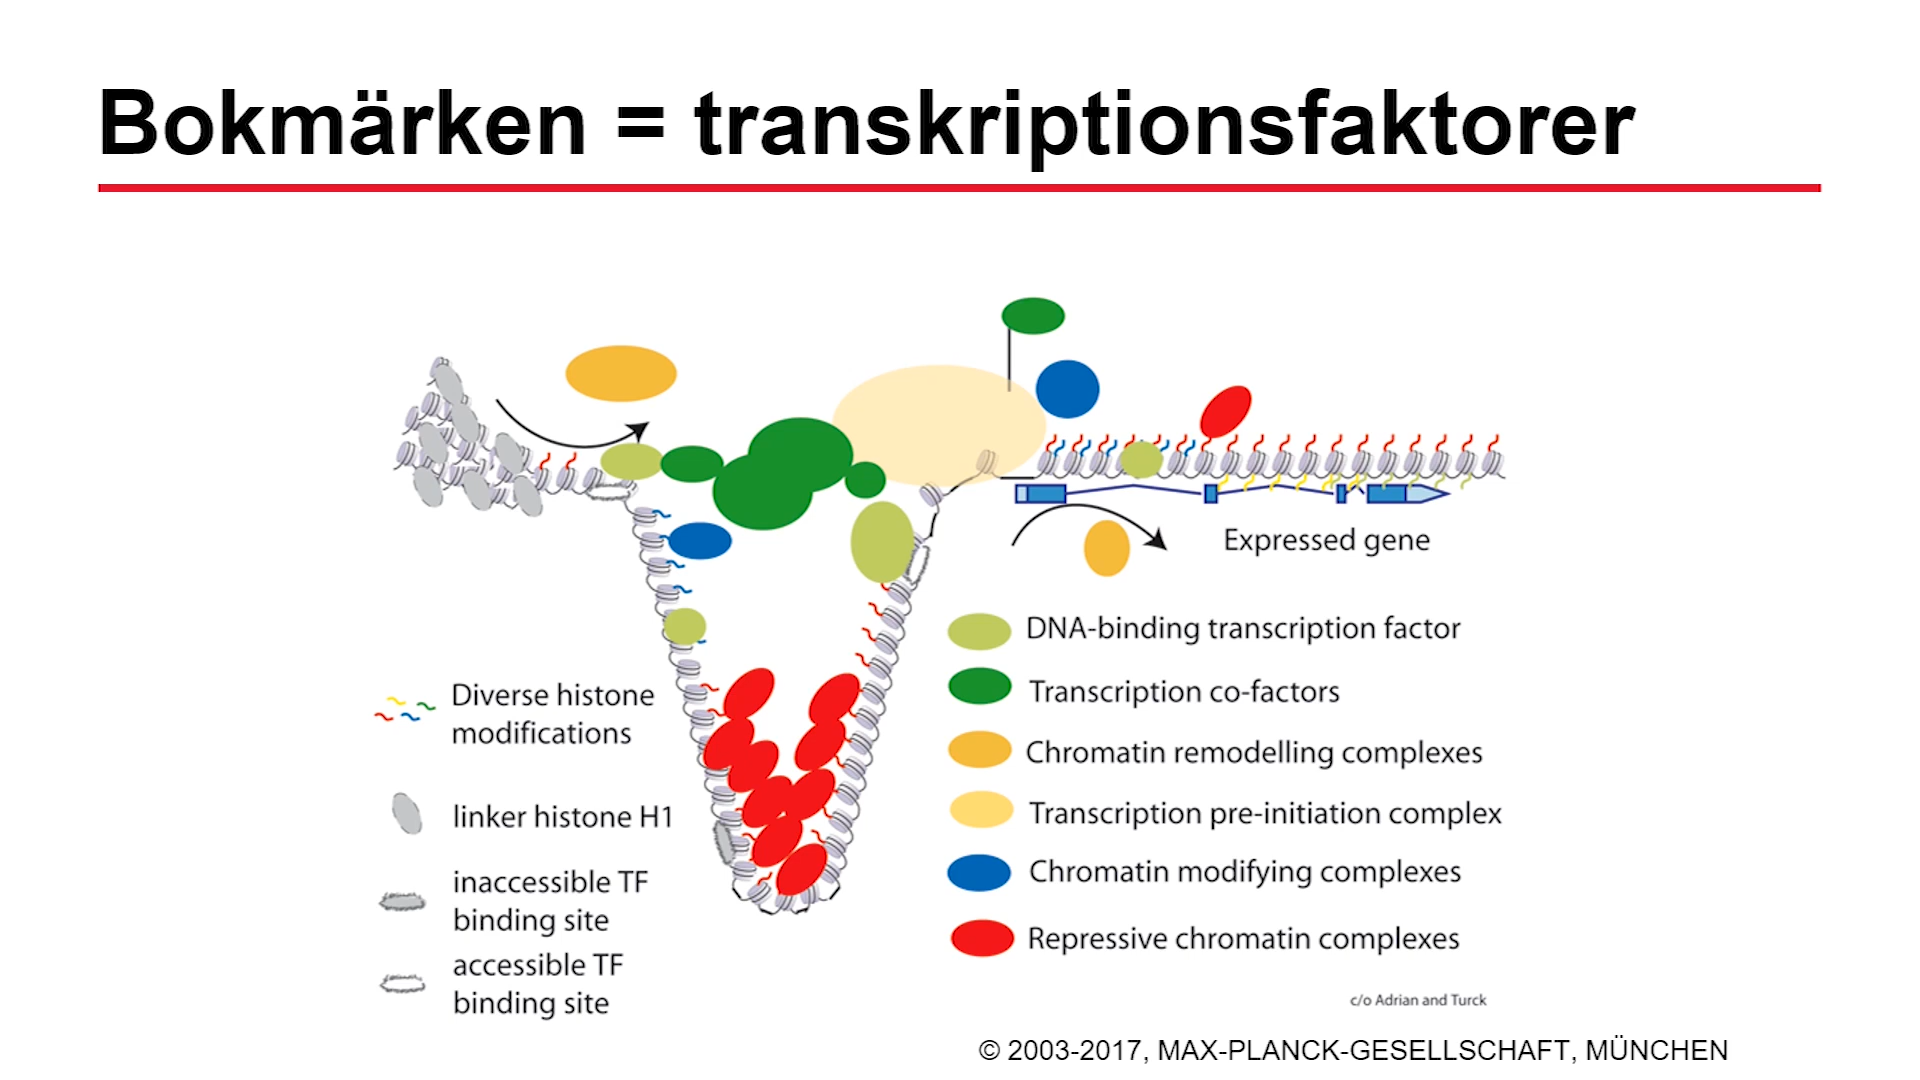 Bokmärken = transkriptionsfaktorer
Expressed gene
Diverse histone
modifications
linker histone H1
inaccessible TF
binding site
accessible TF
binding site
DNA-binding transcription factor
Transcription co-factors
Chromatin remodelling complexes
Transcription pre-initiation complex
Chromatin modifying complexes
Repressive chromatin complexes
c/o Adrian and Turck
© 2003-2017, MAX-PLANCK-GESELLSCHAFT, MÜNCHEN